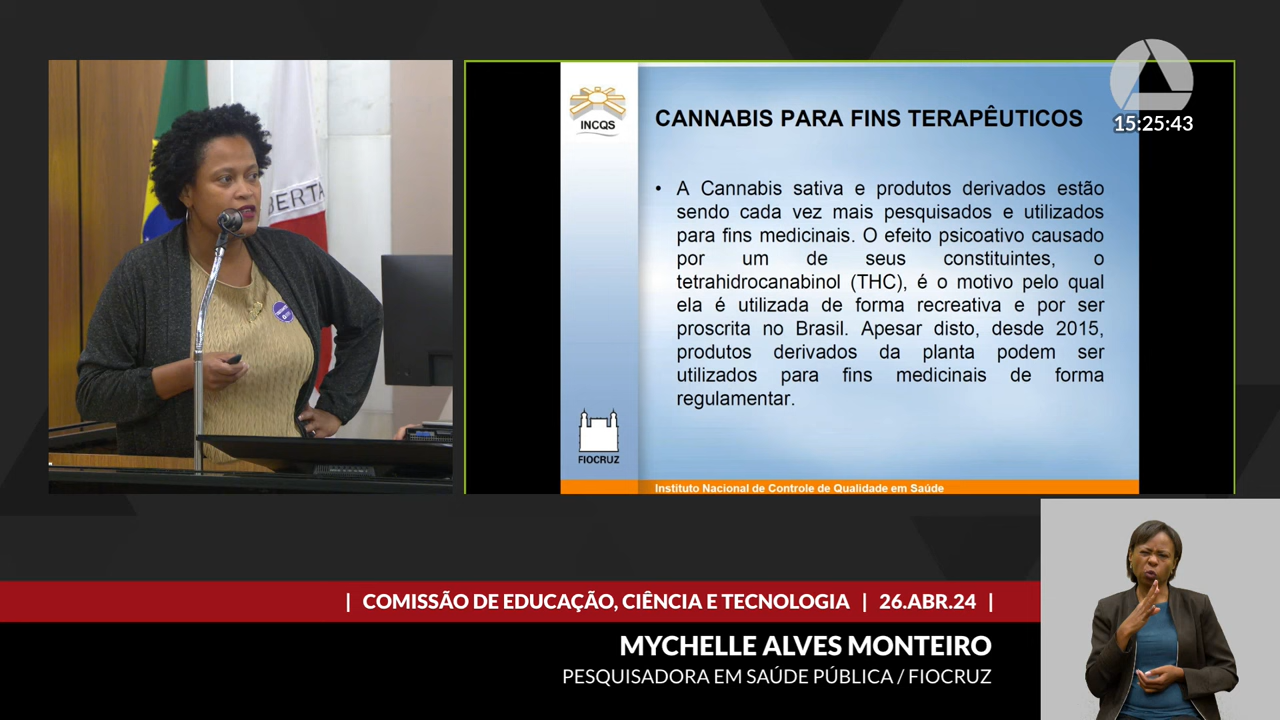 15:25:43
BERTA
INCQS
CANNABIS PARA FINS TERAPÊUTICOS
• A Cannabis sativa e produtos derivados estão
sendo cada vez mais pesquisados e utilizados
para fins medicinais. O efeito psicoativo causado
por um de seus constituintes, o
tetrahidrocanabinol (THC), é o motivo pelo qual
ela é utilizada de forma recreativa e por ser
proscrita no Brasil. Apesar disto, desde 2015,
produtos derivados da planta podem ser
utilizados para fins medicinais de forma
regulamentar.
FIOCRUZ
Instituto Nacional de Controle de Qualidade em Saúde
| COMISSÃO DE EDUCAÇÃO, CIÊNCIA E TECNOLOGIA | 26.ABR.24 |
MYCHELLE ALVES MONTEIRO
PESQUISADORA EM SAÚDE PÚBLICA / FIOCRUZ